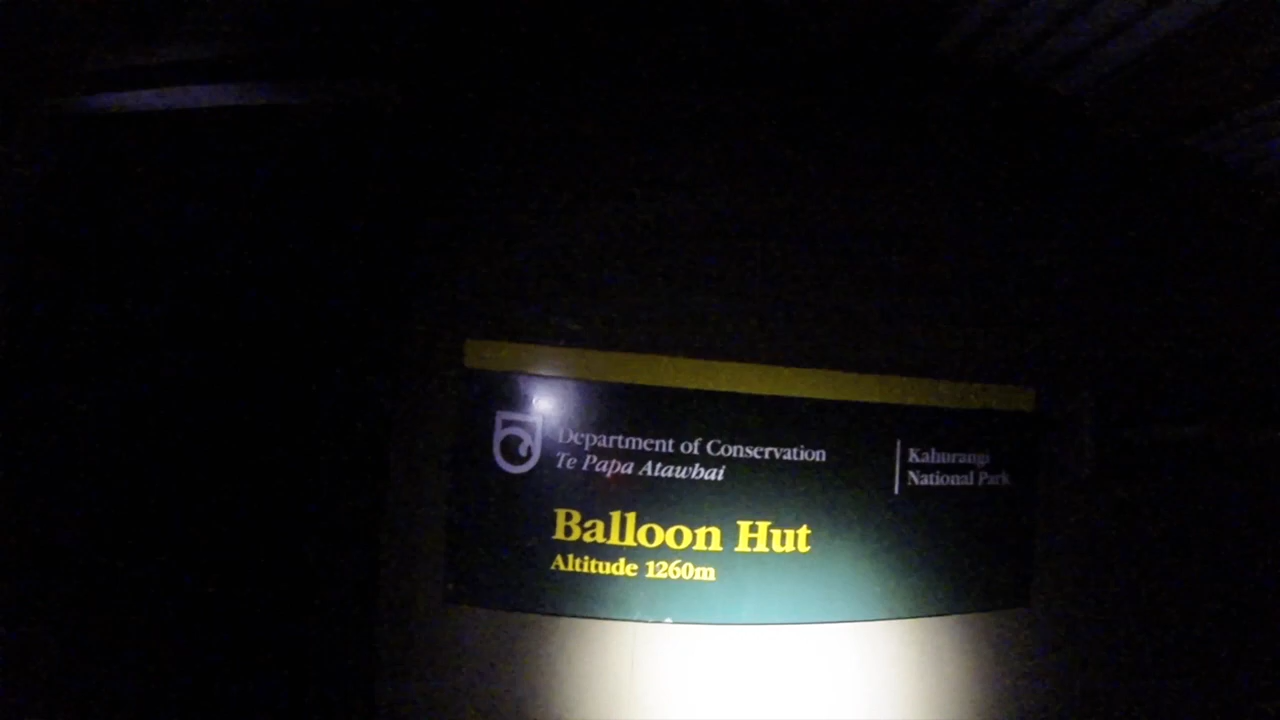 Department of Conservation
Te Papa Atawhai
Kahurangi
National Park
Balloon Hut
Altitude 1260m